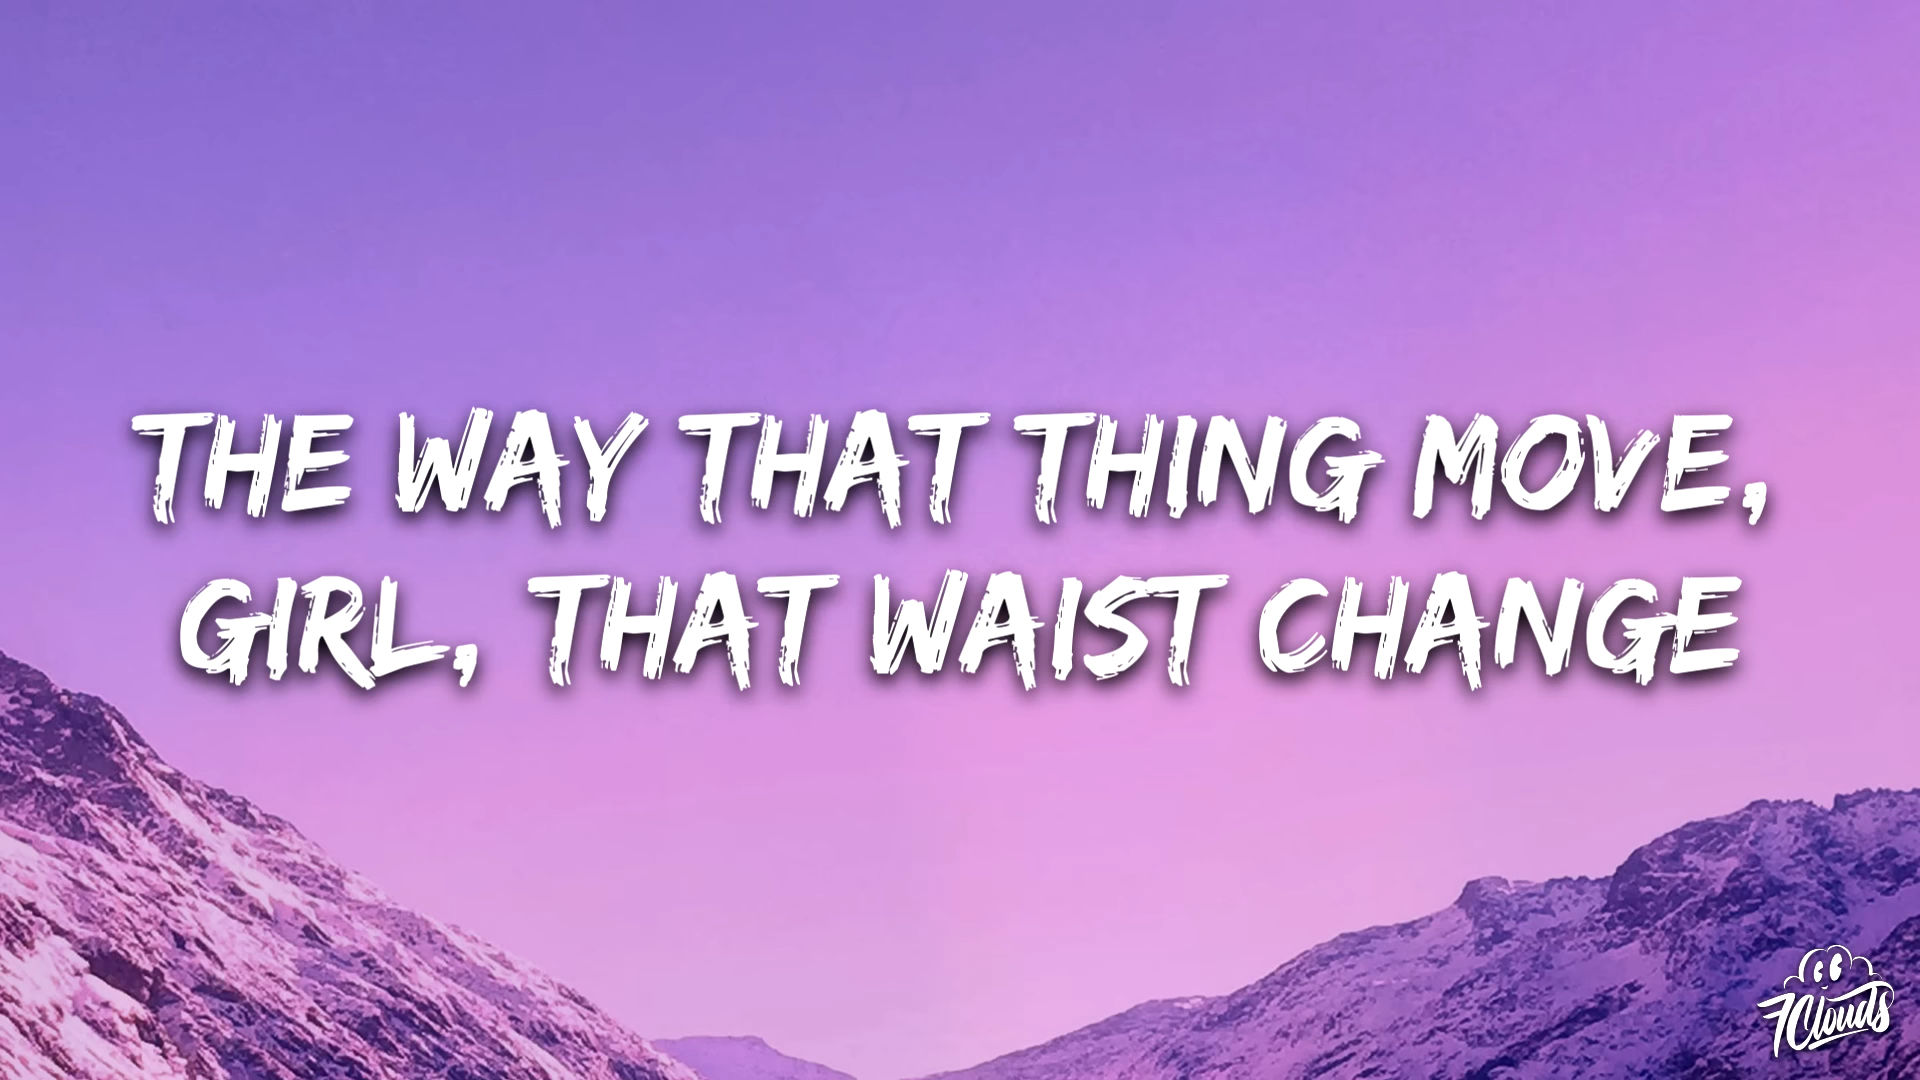 THE WAY THAT THING MOVE,
GIRL, THAT WAIST CHANGE
7Clouds